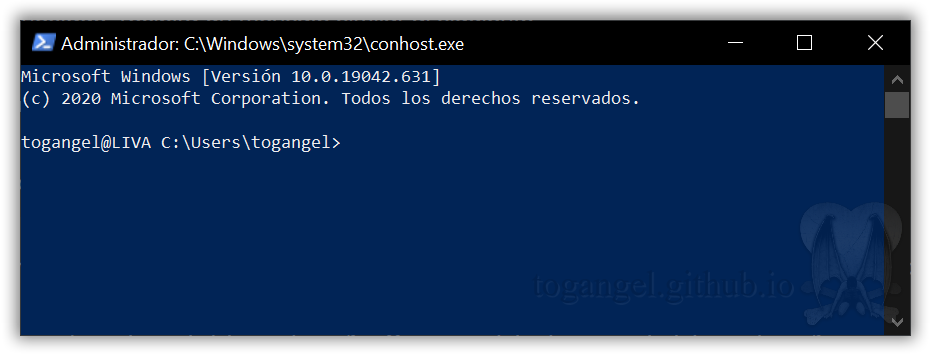 Administrador: C:\Windows\system32\conhost.exe
Microsoft Windows [Versión 10.0.19042.631]
(c) 2020 Microsoft Corporation. Todos los derechos reservados.
togangel@LIVA C:\Users\togangel>
togangel.github.io